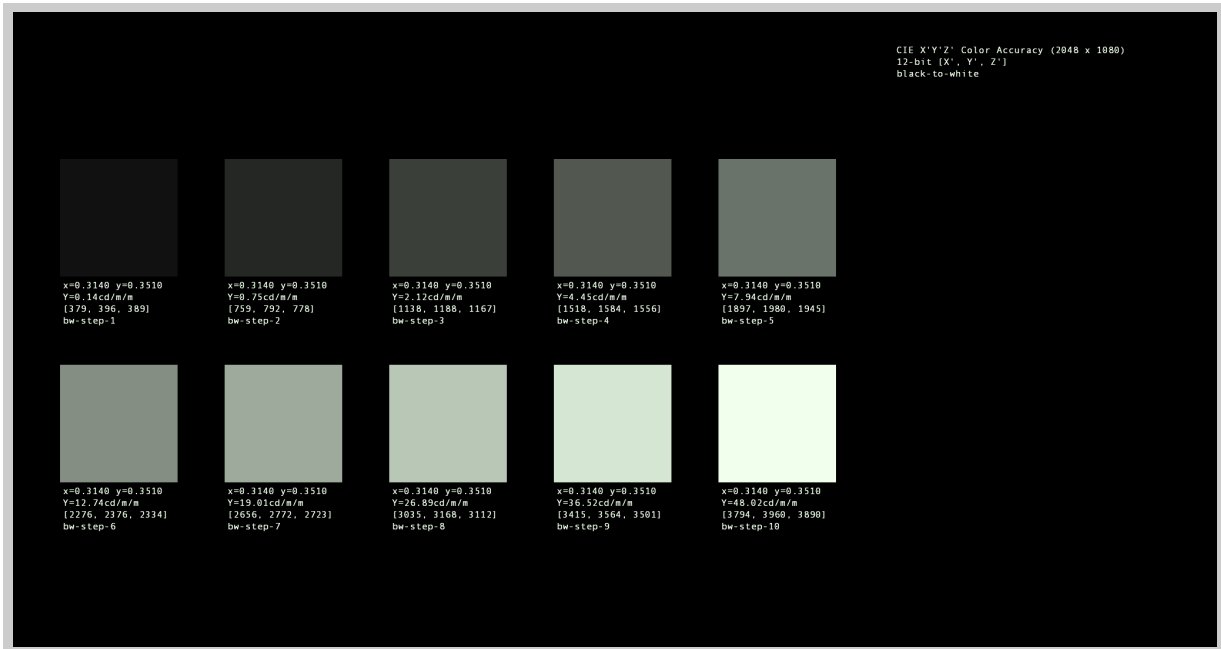 CIE X'Y'Z' Color Accuracy (2048 x 1080)
12-bit [X', Y', Z']
black-to-white
x=0.3140 y=0.3510
Y=0.14cd/m/m
[379, 396, 389]
bw-step-1
x=0.3140 y=0.3510
Y=0.75cd/m/m
[759, 792, 778]
bw-step-2
x=0.3140 y=0.3510
Y=2.12cd/m/m
[1138, 1188, 1167]
bw-step-3
x=0.3140 y=0.3510
Y=4.45cd/m/m
[1518, 1584, 1556]
bw-step-4
x=0.3140 y=0.3510
Y=7.94cd/m/m
[1897, 1980, 1945]
bw-step-5
x=0.3140 y=0.3510
Y=12.74cd/m/m
[2276, 2376, 2334]
bw-step-6
x=0.3140 y=0.3510
Y=19.01cd/m/m
[2656, 2772, 2723]
bw-step-7
x=0.3140 y=0.3510
Y=26.89cd/m/m
[3035, 3168, 3112]
bw-step-8
x=0.3140 y=0.3510
Y=36.52cd/m/m
[3415, 3564, 3501]
bw-step-9
x=0.3140 y=0.3510
Y=48.02cd/m/m
[3794, 3960, 3890]
bw-step-10